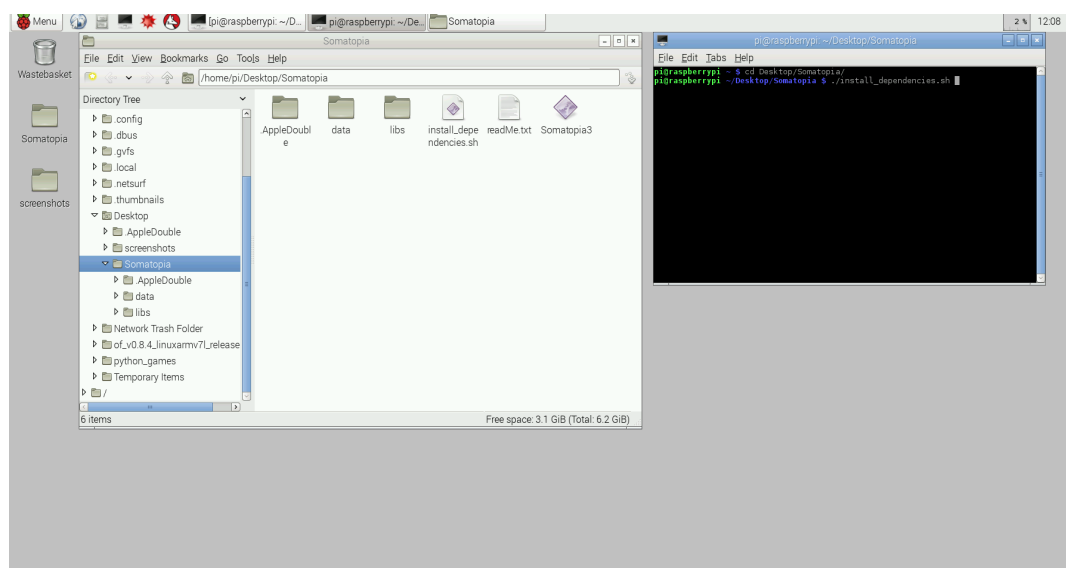 Menu
[pi@raspberrypi: ~/D...
pi@raspberrypi: ~/De...
Somatopia
2 %
12:08
Wastebasket
Somatopia
screenshots
Somatopia
File Edit View Bookmarks Go Tools Help
/home/pi/Desktop/Somatopia
Directory Tree
.config
.dbus
.gvfs
.local
.netsurf
.thumbnails
Desktop
.AppleDouble
screenshots
Somatopia
.AppleDouble
data
libs
Network Trash Folder
of_v0.8.4_linuxarmv7l_release
python_games
Temporary Items
/
.AppleDoubl
e
data
libs
install_depe
ndencies.sh
readMe.txt
Somatopia3
6 items
Free space: 3.1 GiB (Total: 6.2 GiB)
pi@raspberrypi: ~/Desktop/Somatopia
File Edit Tabs Help
pi@raspberrypi ~ $ cd Desktop/Somatopia/
pi@raspberrypi ~/Desktop/Somatopia $ ./install_dependencies.sh